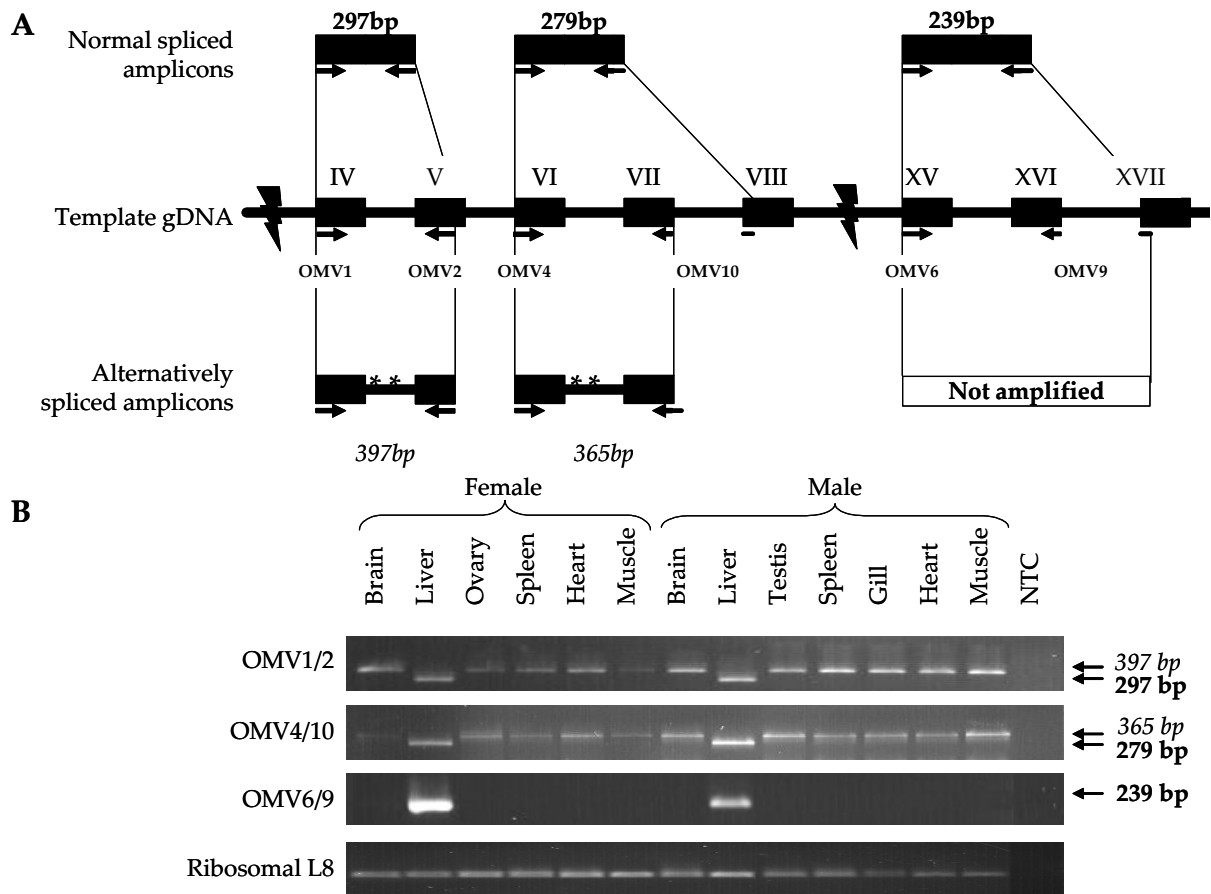 A
297bp 279bp 239bp
Normal spliced
amplicons
IV V VI VII VIII XV XVI XVII
Template gDNA
OMV1 OMV2 OMV4 OMV10 OMV6 OMV9
* * * *
Alternatively
spliced amplicons
Not amplified
397bp 365bp
B
Female Male
Brain Liver Ovary Spleen Heart Muscle Brain Liver Testis Spleen Gill Heart Muscle NTC
OMV1/2
397 bp
297 bp
OMV4/10
365 bp
279 bp
OMV6/9
239 bp
Ribosomal L8